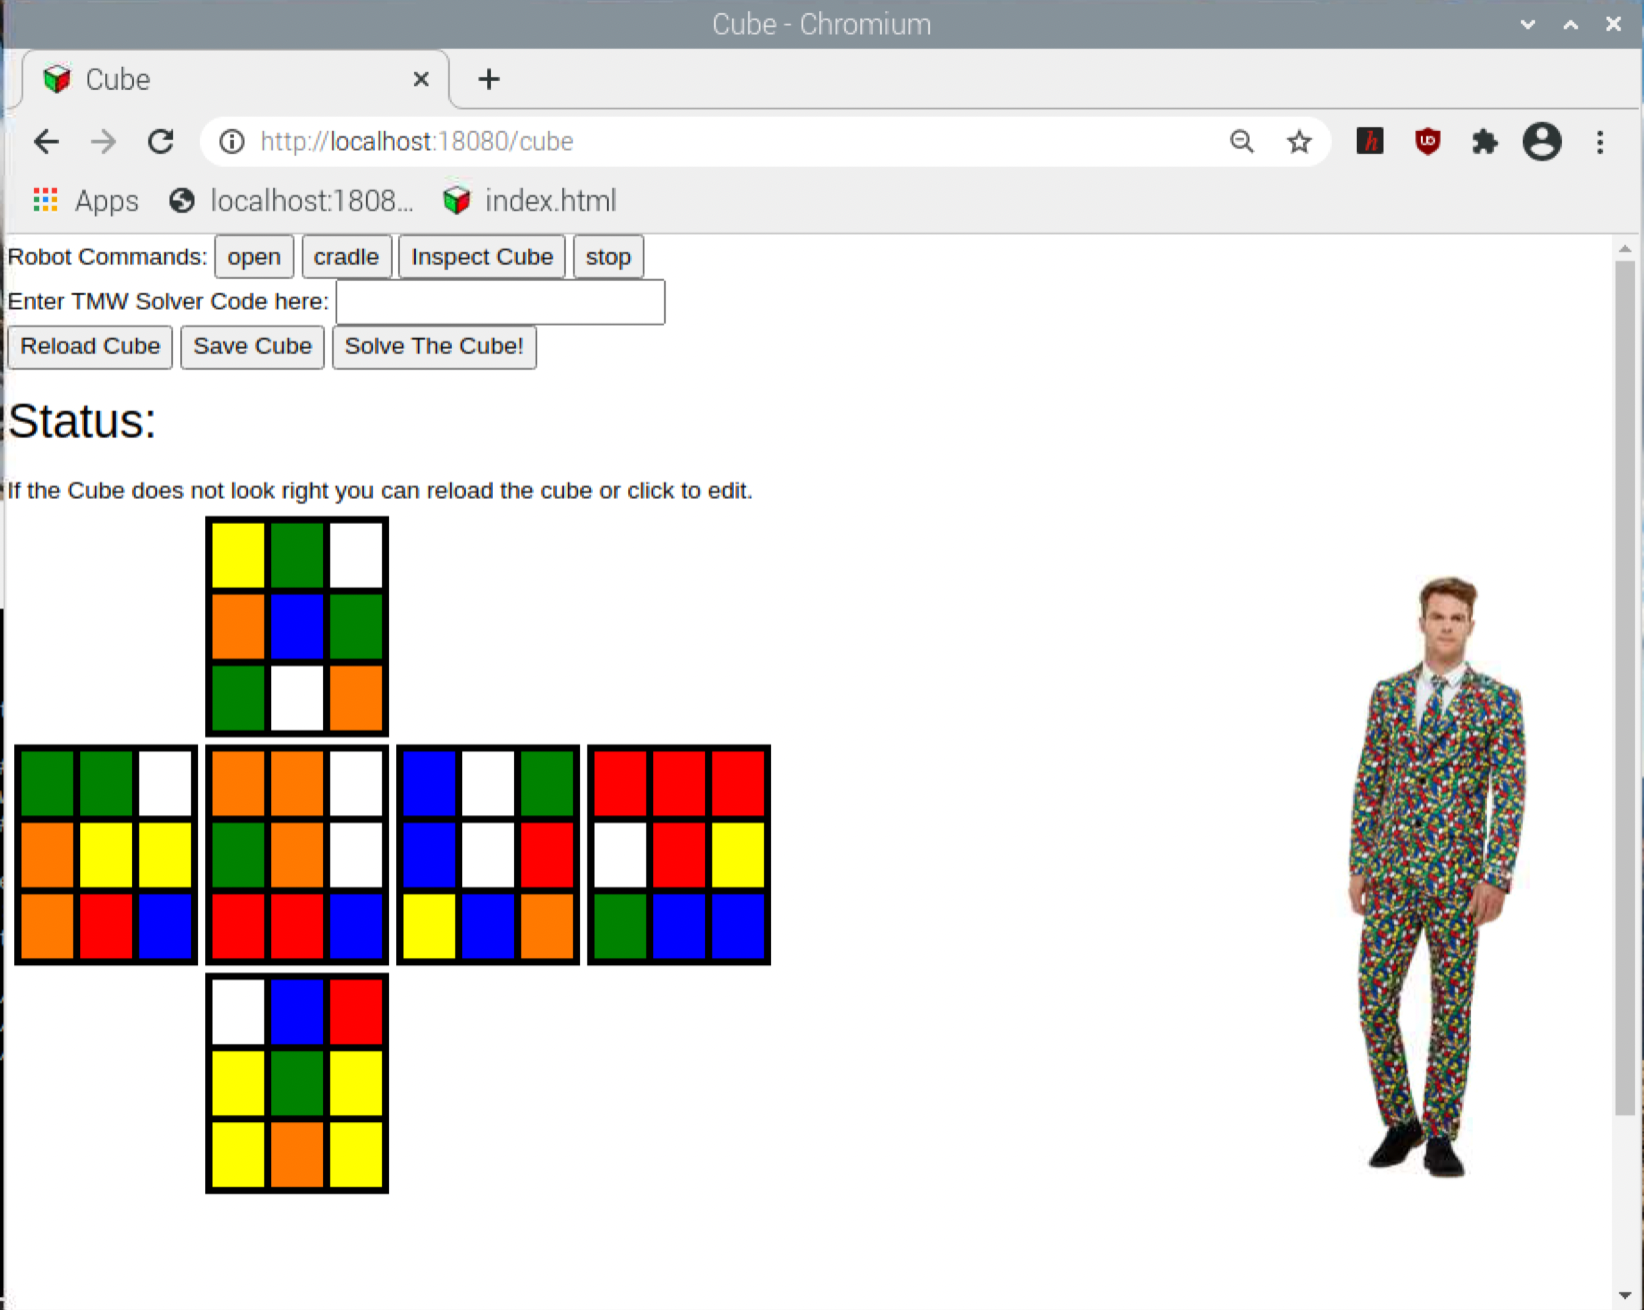 Cube - Chromium
Cube
http://localhost:18080/cube
Apps localhost:1808... index.html
Robot Commands: open cradle Inspect Cube stop
Enter TMW Solver Code here:
Reload Cube Save Cube Solve The Cube!
Status:
If the Cube does not look right you can reload the cube or click to edit.